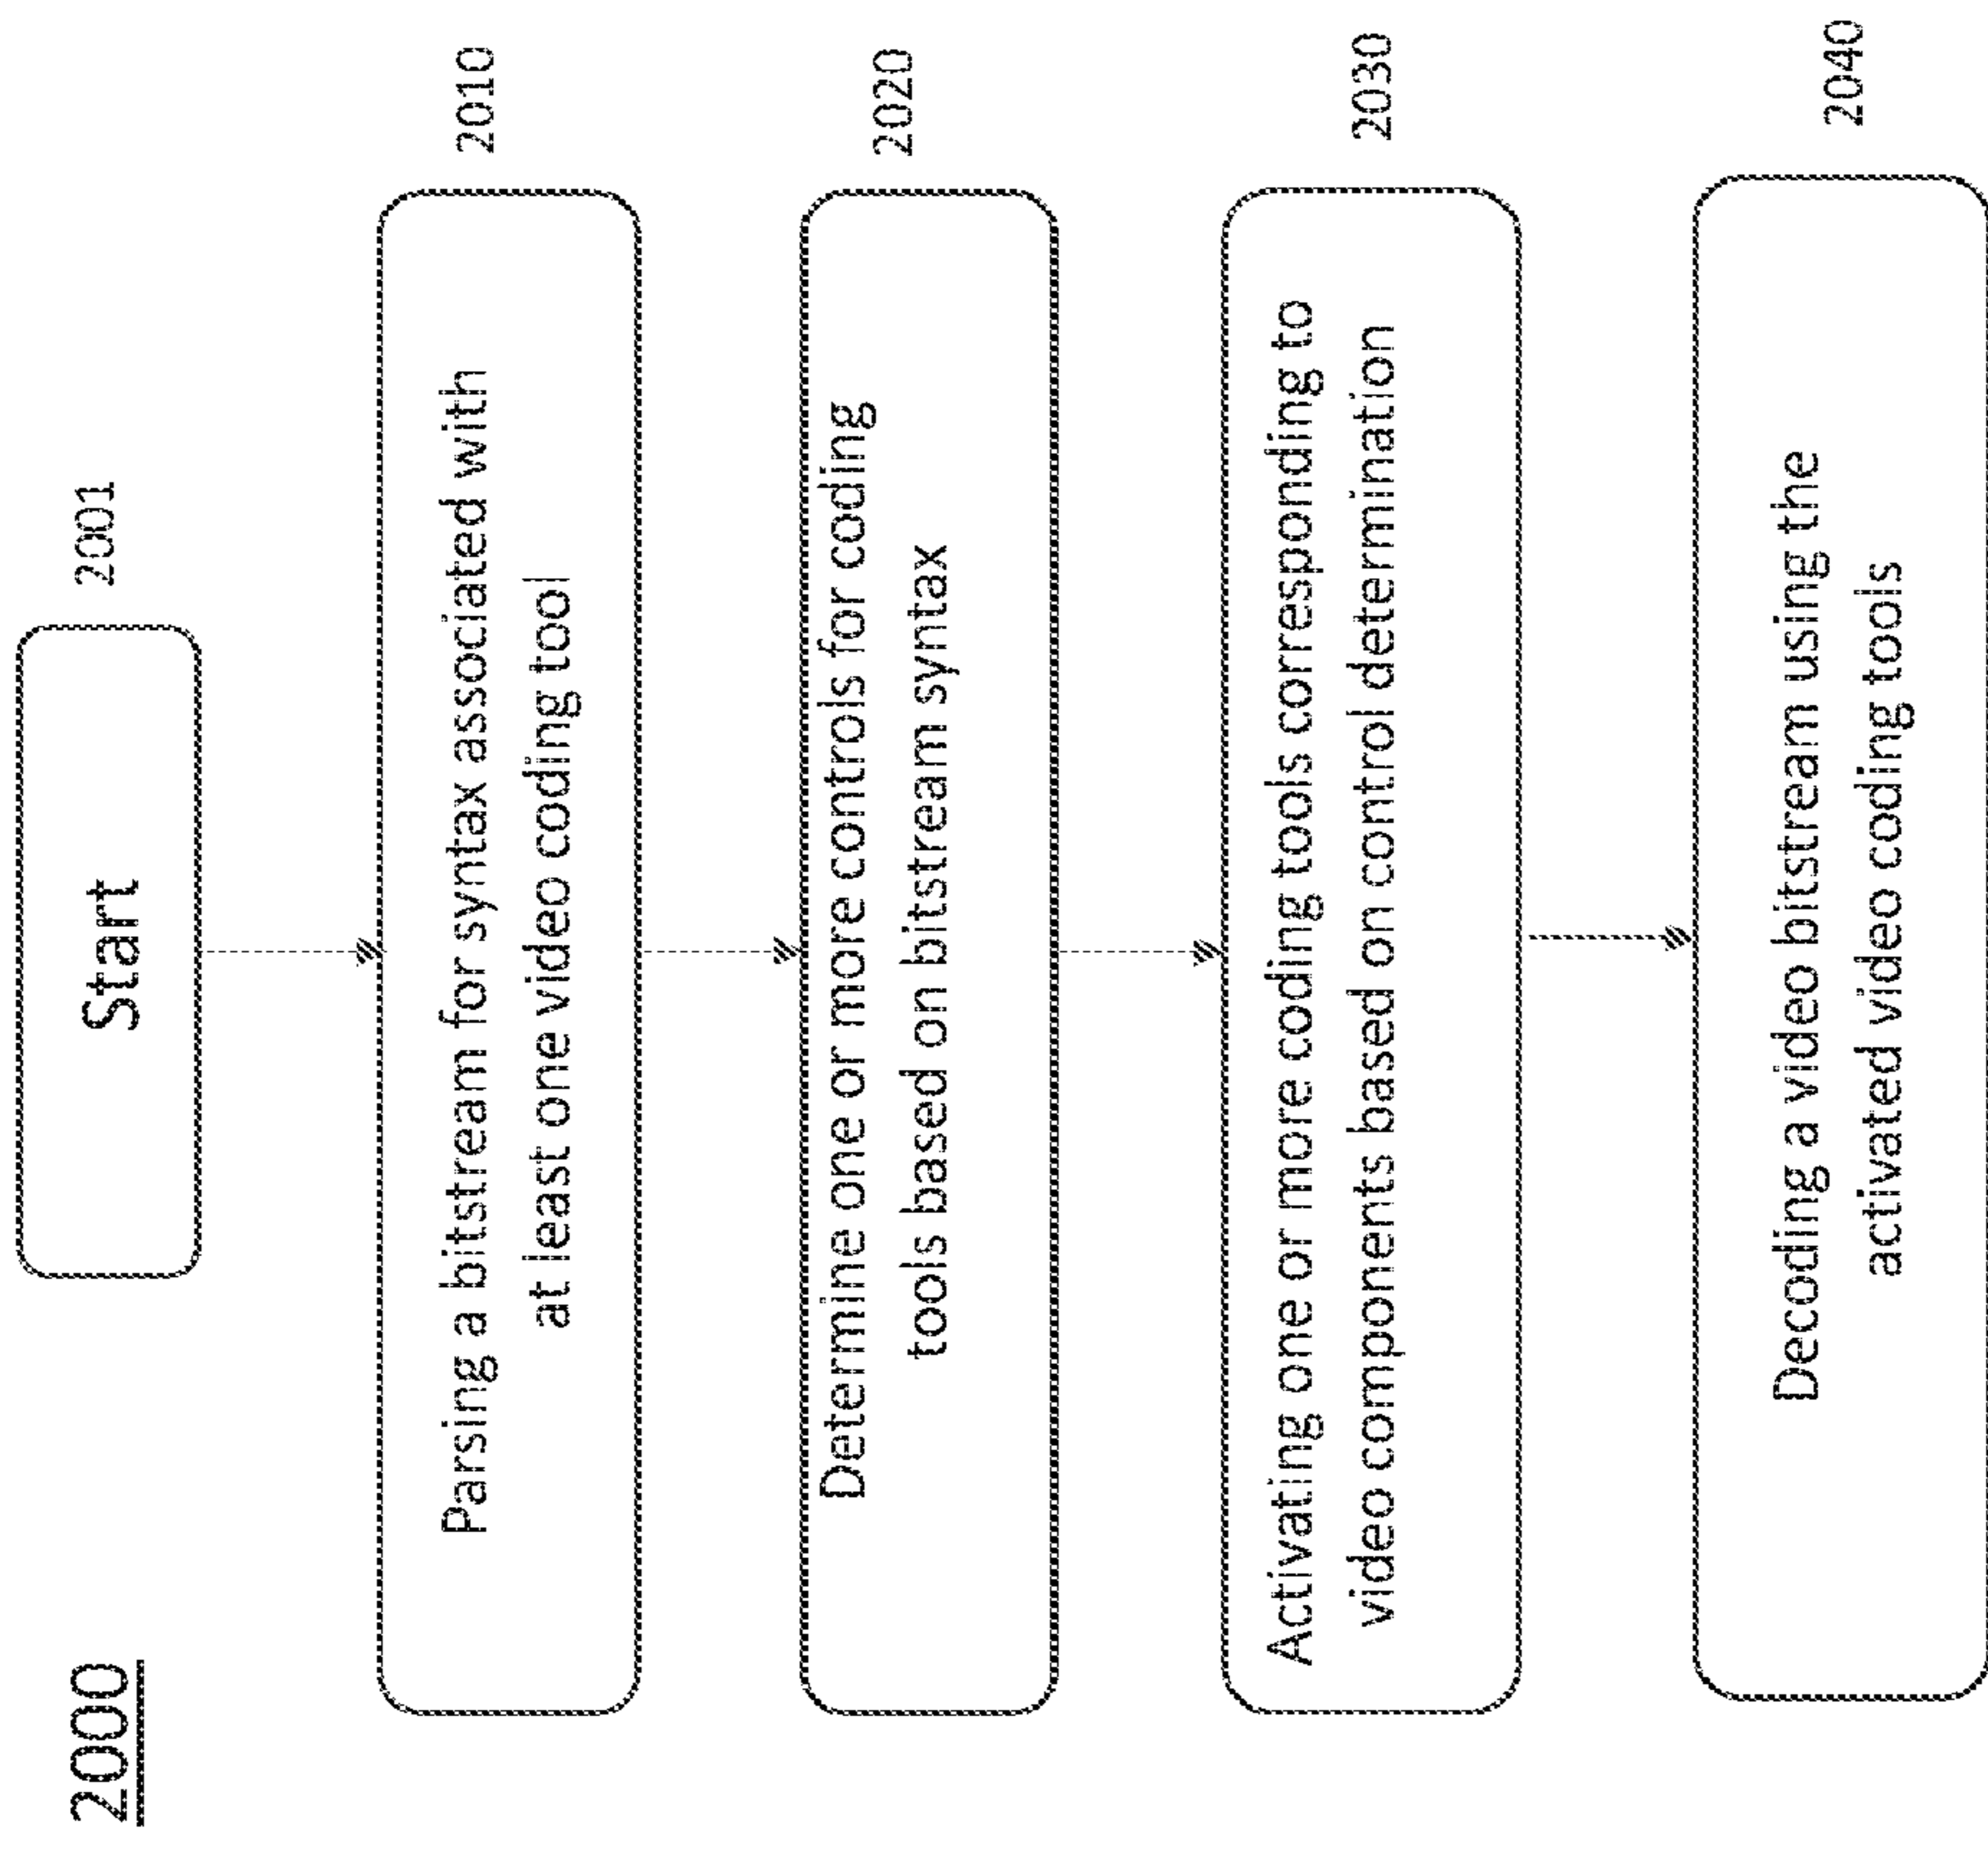 2000
Start
2001
Parsing a bitstream for syntax associated with
at least one video coding tool
2010
Determine one or more controls for coding
tools based on bitstream syntax
2020
Activating one or more coding tools corresponding to
video components based on control determination
2030
Decoding a video bitstream using the
activated video coding tools
2040